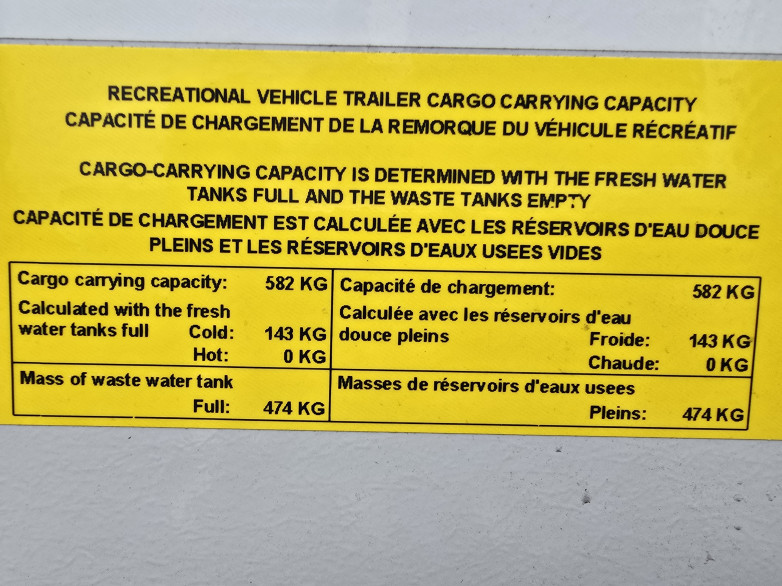 RECREATIONAL VEHICLE TRAILER CARGO CARRYING CAPACITY
CAPACITÉ DE CHARGEMENT DE LA REMORQUE DU VÉHICULE RÉCRÉATIF
CARGO-CARRYING CAPACITY IS DETERMINED WITH THE FRESH WATER
TANKS FULL AND THE WASTE TANKS EMPTY
CAPACITÉ DE CHARGEMENT EST CALCULÉE AVEC LES RÉSERVOIRS D'EAU DOUCE
PLEINS ET LES RÉSERVOIRS D'EAUX USEES VIDES
Cargo carrying capacity: 582 KG
Calculated with the fresh
water tanks full Cold: 143 KG
Hot: 0 KG
Mass of waste water tank
Full: 474 KG
Capacité de chargement: 582 KG
Calculée avec les réservoirs d'eau
douce pleins Froide: 143 KG
Chaude: 0 KG
Masses de réservoirs d'eaux usees
Pleins: 474 KG